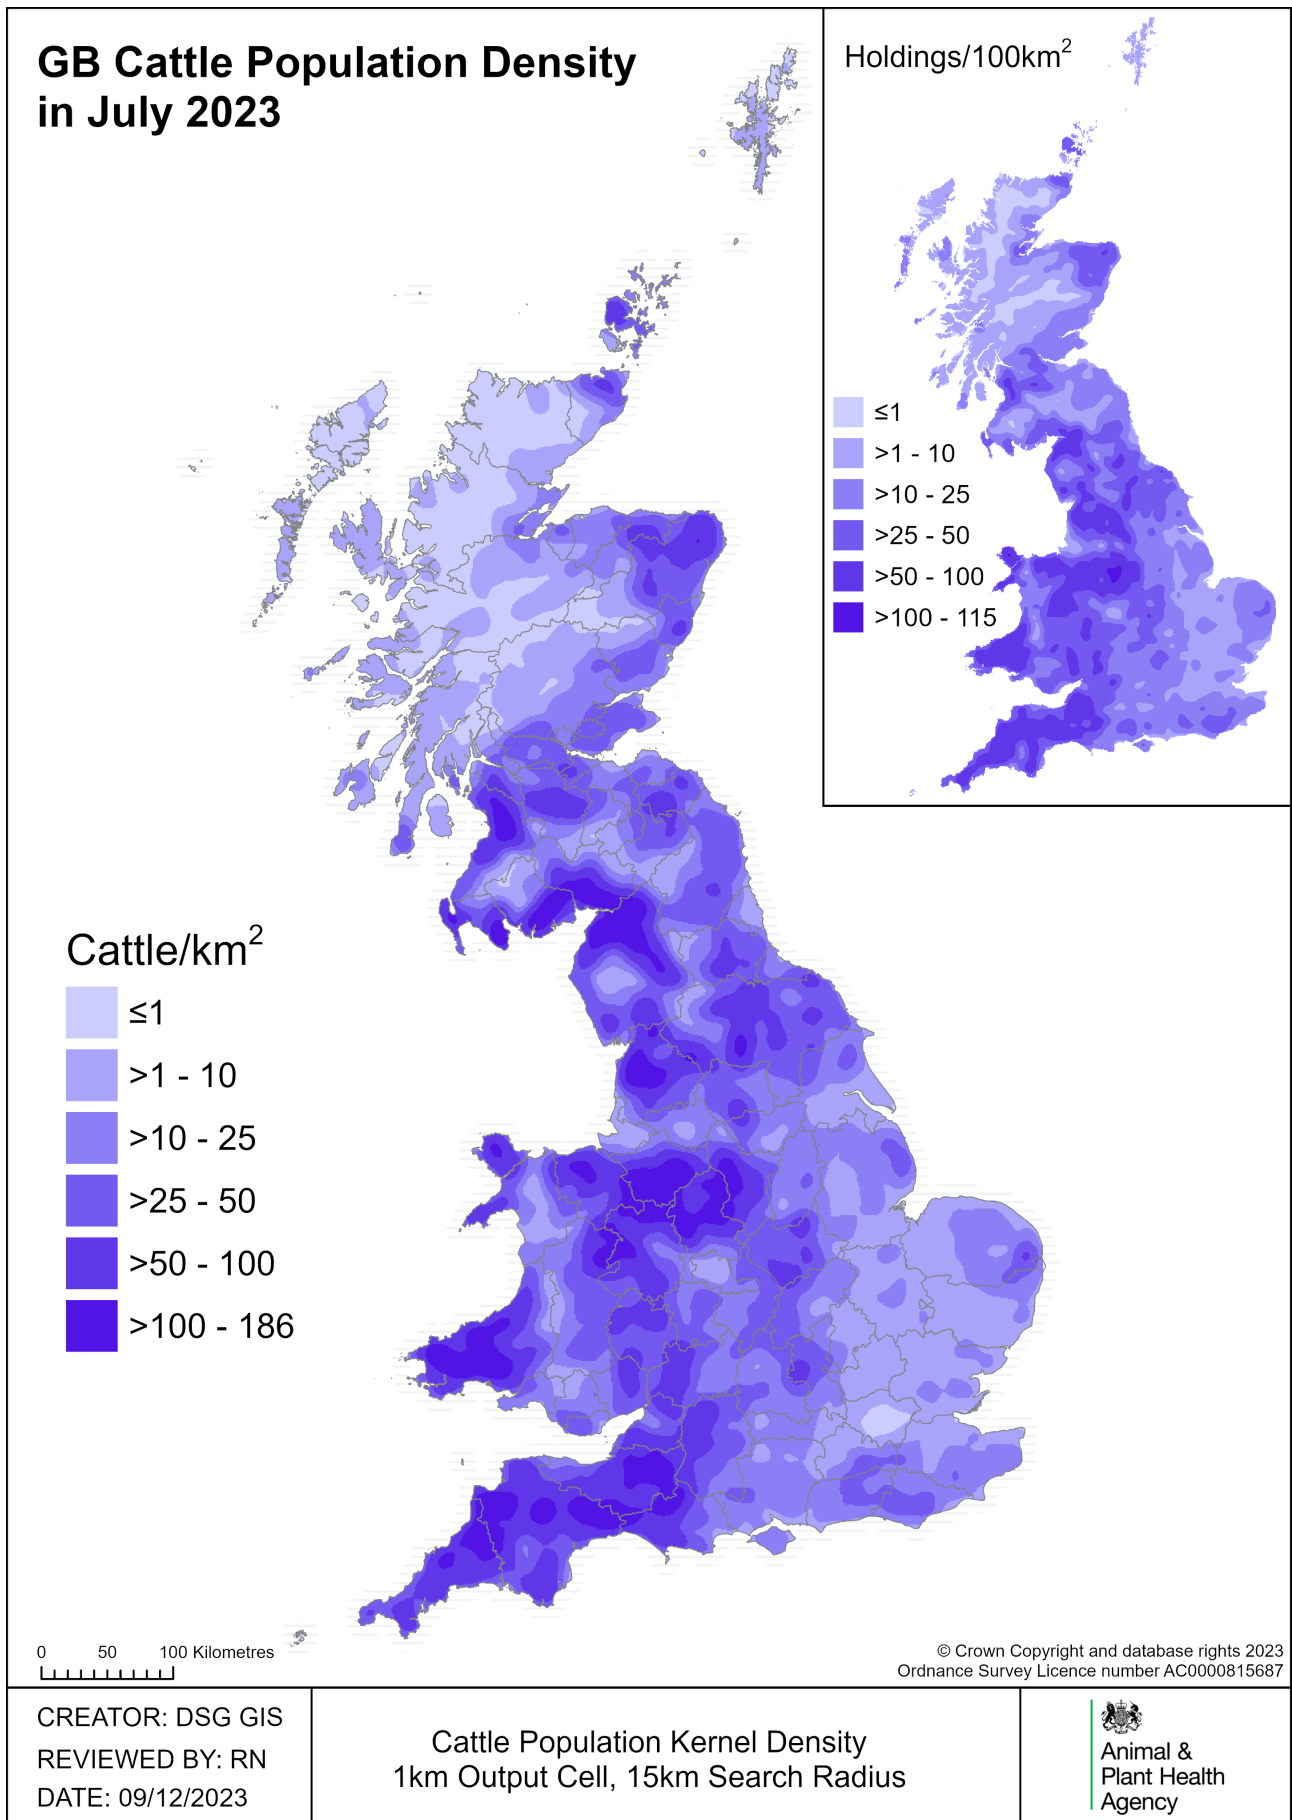 GB Cattle Population Density
in July 2023
Holdings/100km²
≤1
>1 - 10
>10 - 25
>25 - 50
>50 - 100
>100 - 115
Cattle/km²
≤1
>1 - 10
>10 - 25
>25 - 50
>50 - 100
>100 - 186
0 50 100 Kilometres
© Crown Copyright and database rights 2023
Ordnance Survey Licence number AC0000815687
CREATOR: DSG GIS
REVIEWED BY: RN
DATE: 09/12/2023
Cattle Population Kernel Density
1km Output Cell, 15km Search Radius
Animal &
Plant Health
Agency